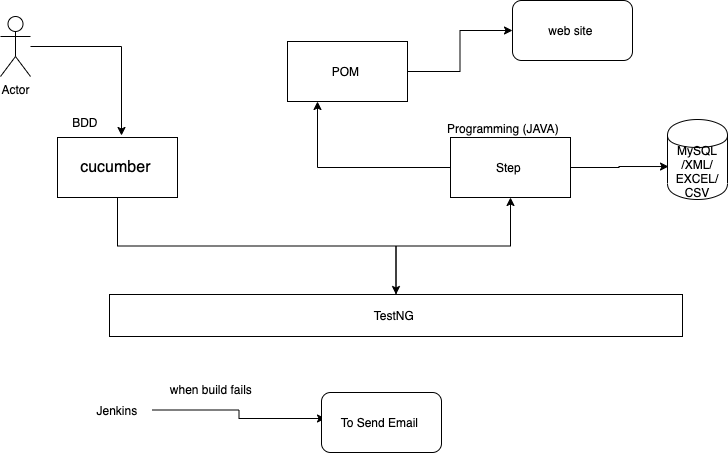 web site
POM
Actor
BDD
Programming (JAVA)
cucumber
Step
MySQL
/XML/
EXCEL/
CSV
TestNG
when build fails
Jenkins
To Send Email